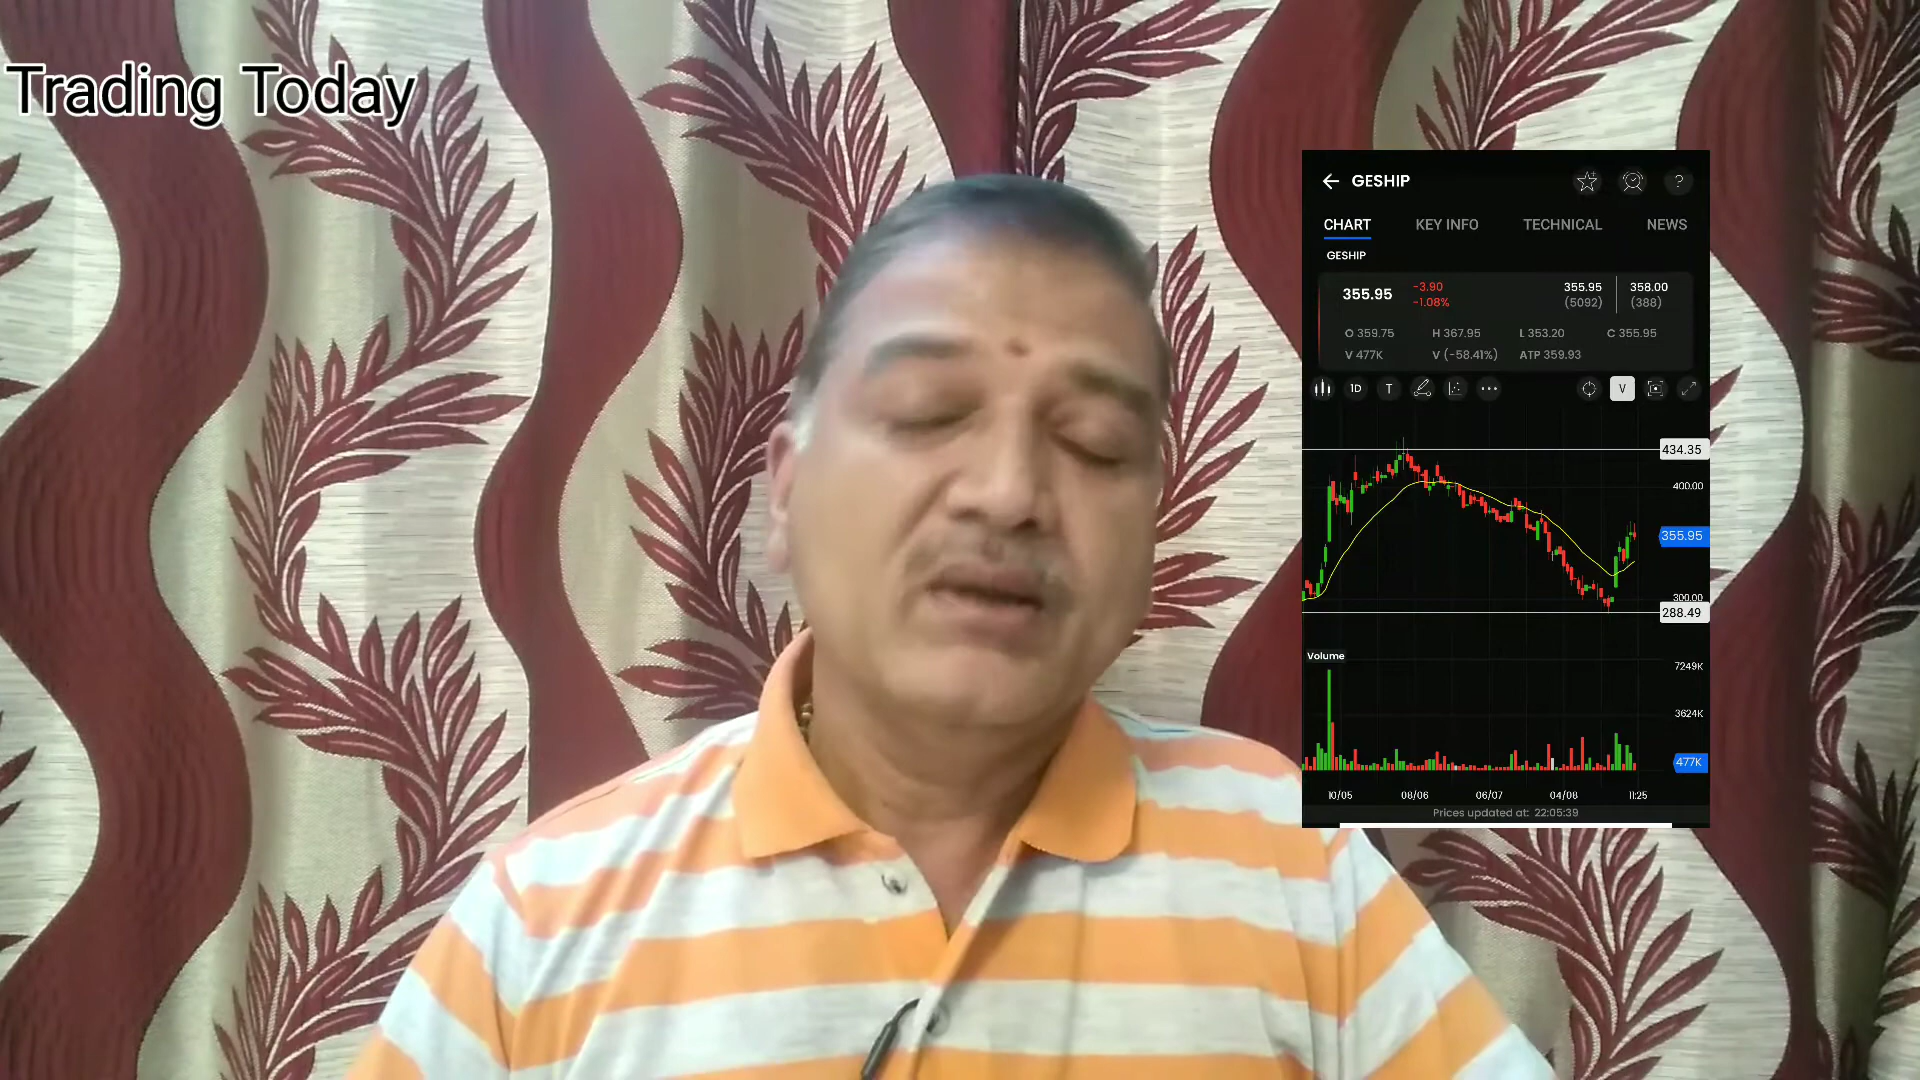 Trading Today
GESHIP
?
CHART KEY INFO TECHNICAL NEWS
GESHIP
355.95 -3.90 -1.08% 355.95 (5092) 358.00 (388)
O 359.75 H 367.95 L 353.20 C 355.95
V 477K V (-58.41%) ATP 359.93
1D T V
434.35
400.00
355.95
300.00
288.49
Volume
7249K
3624K
477K
10/05 08/06 06/07 04/08 11:25
Prices updated at: 22:05:39